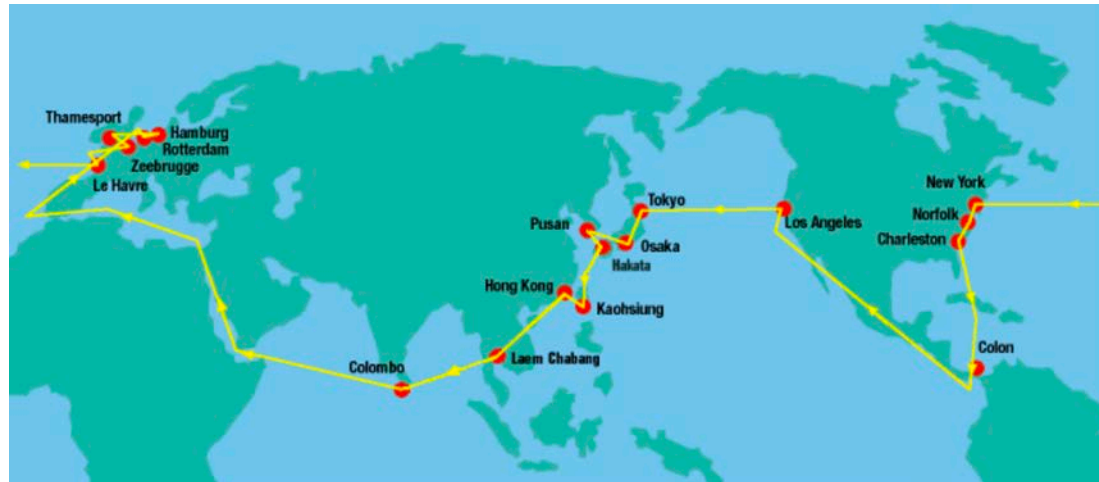 Thamesport
Hamburg
Rotterdam
Zeebrugge
Le Havre
New York
Norfolk
Charleston
Tokyo
Los Angeles
Pusan
Osaka
Hakata
Hong Kong
Kaohsiung
Laem Chabang
Colombo
Colon